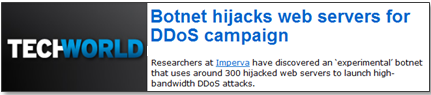 TECHWORLD
Botnet hijacks web servers for
DDoS campaign
Researchers at Imperva have discovered an `experimental' botnet
that uses around 300 hijacked web servers to launch high-
bandwidth DDoS attacks.